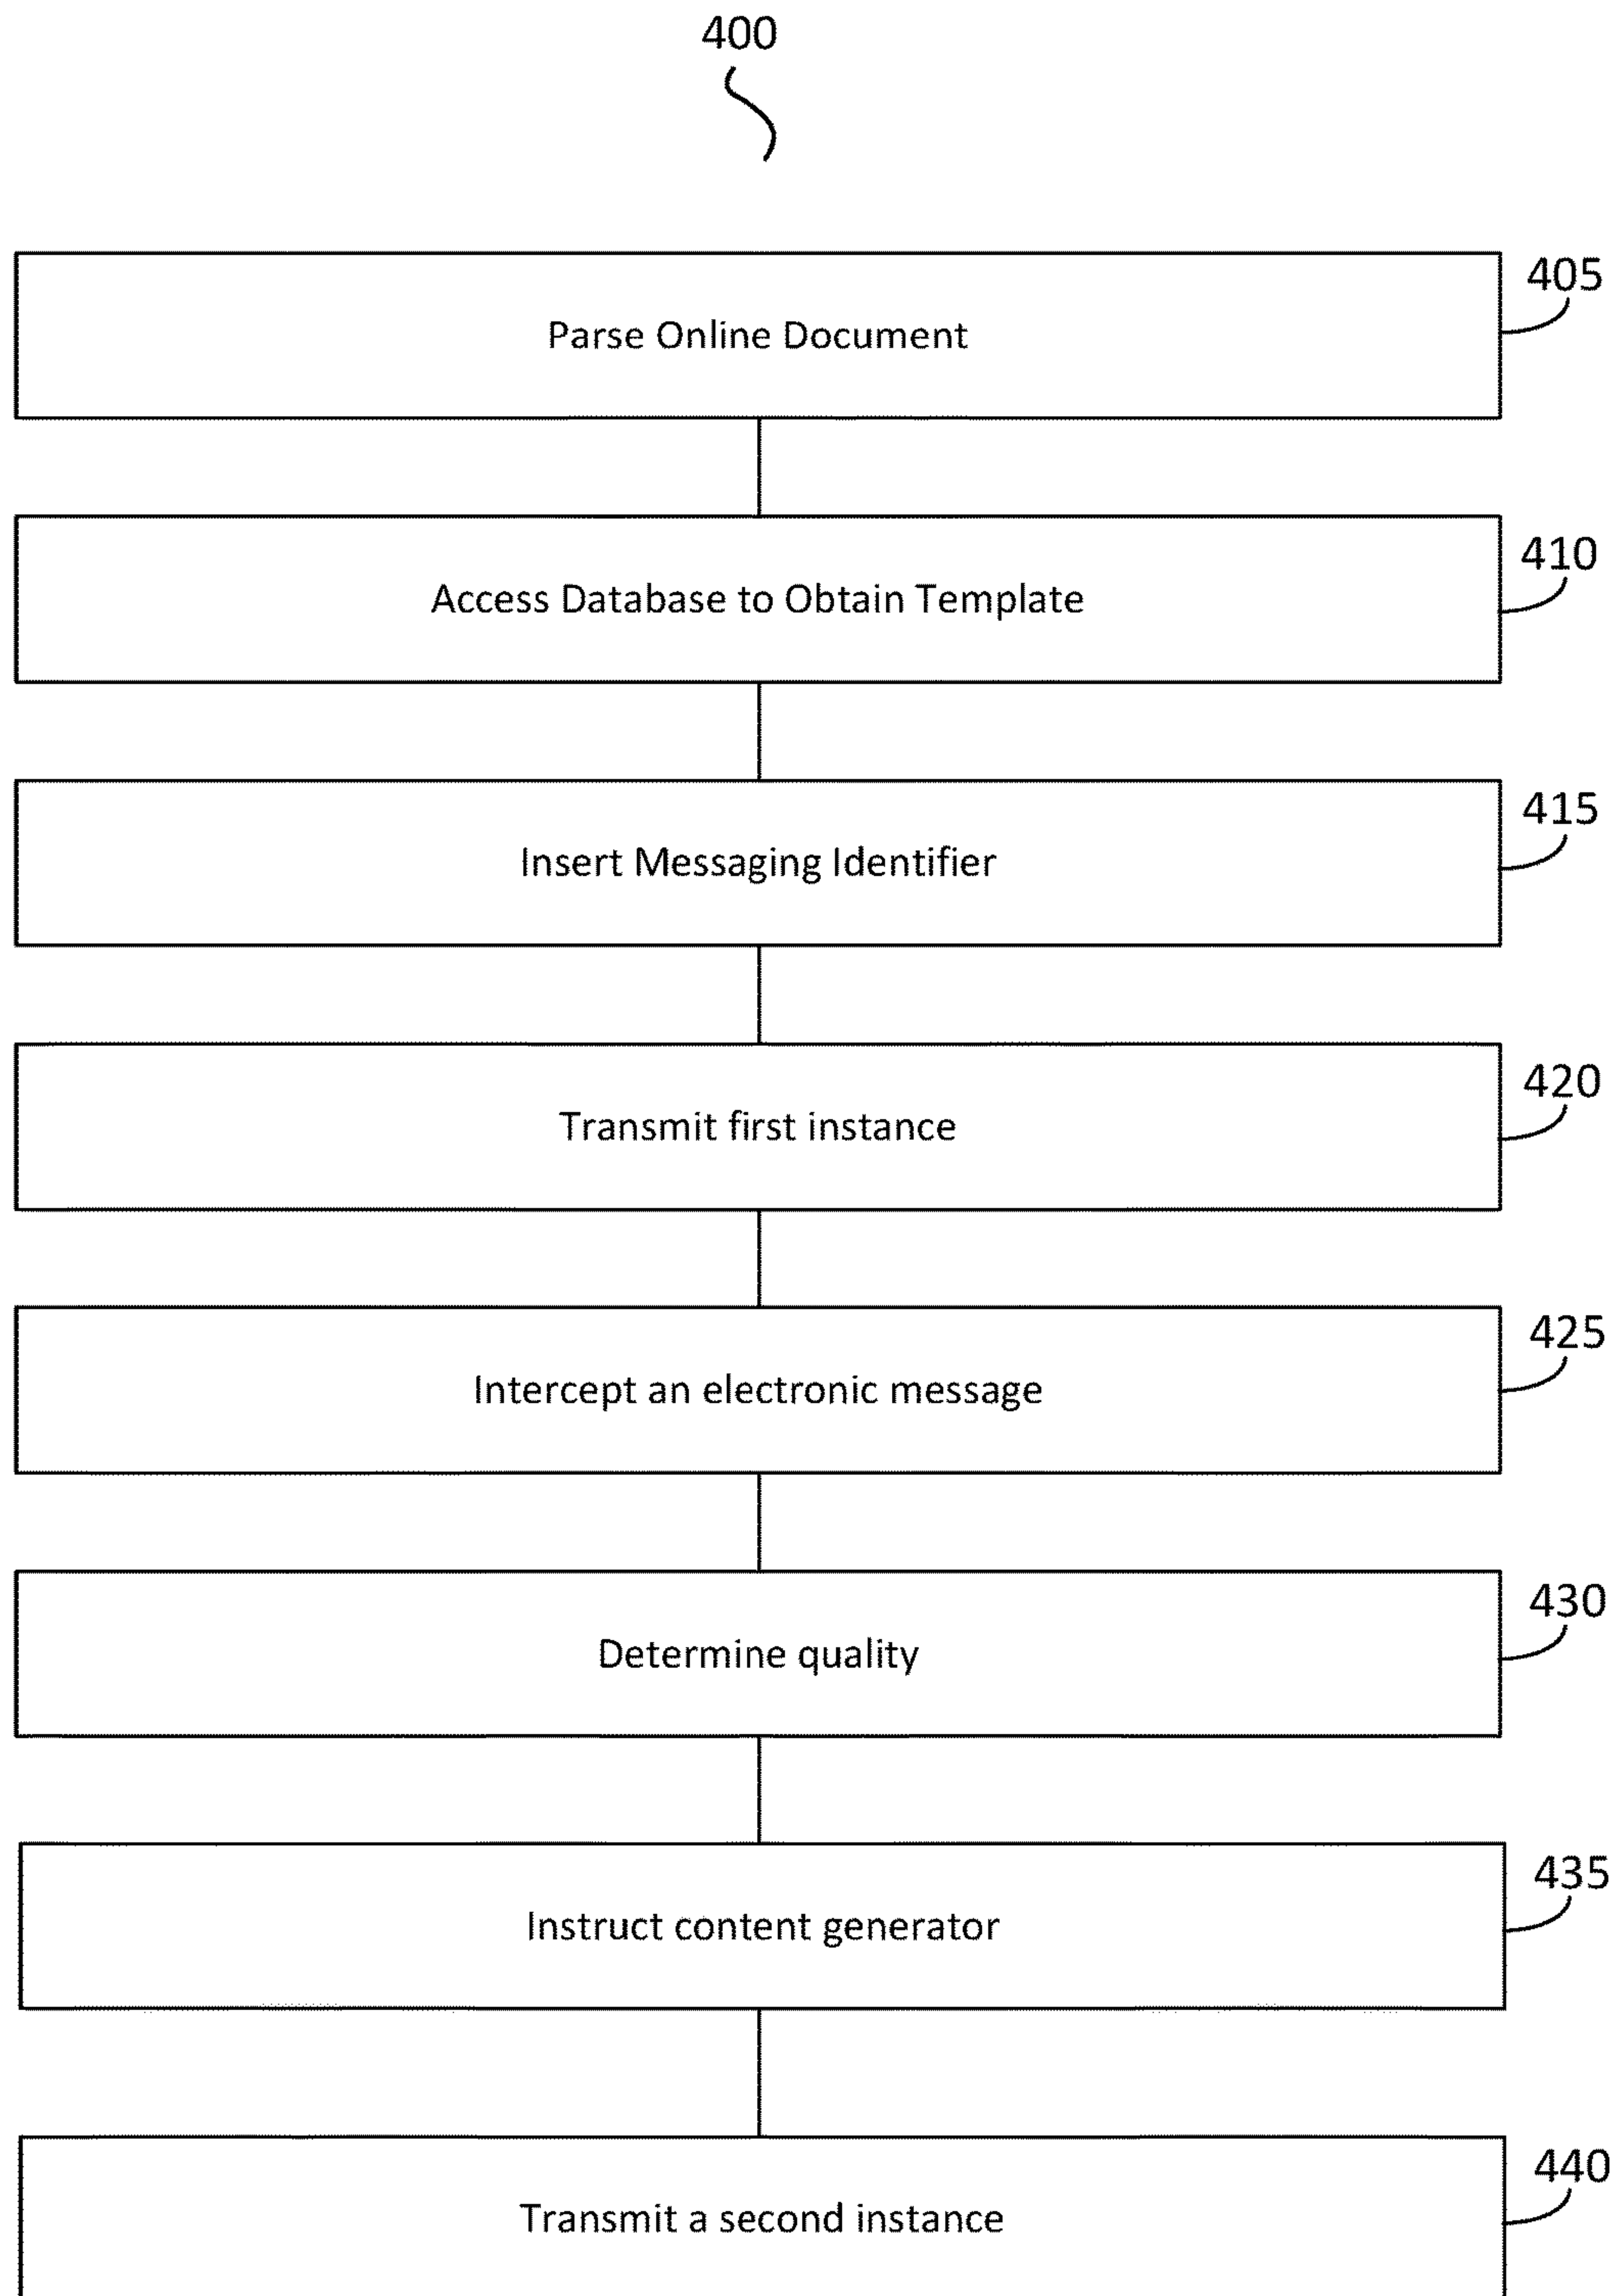 400
405
Parse Online Document
410
Access Database to Obtain Template
415
Insert Messaging Identifier
420
Transmit first instance
425
Intercept an electronic message
430
Determine quality
435
Instruct content generator
440
Transmit a second instance